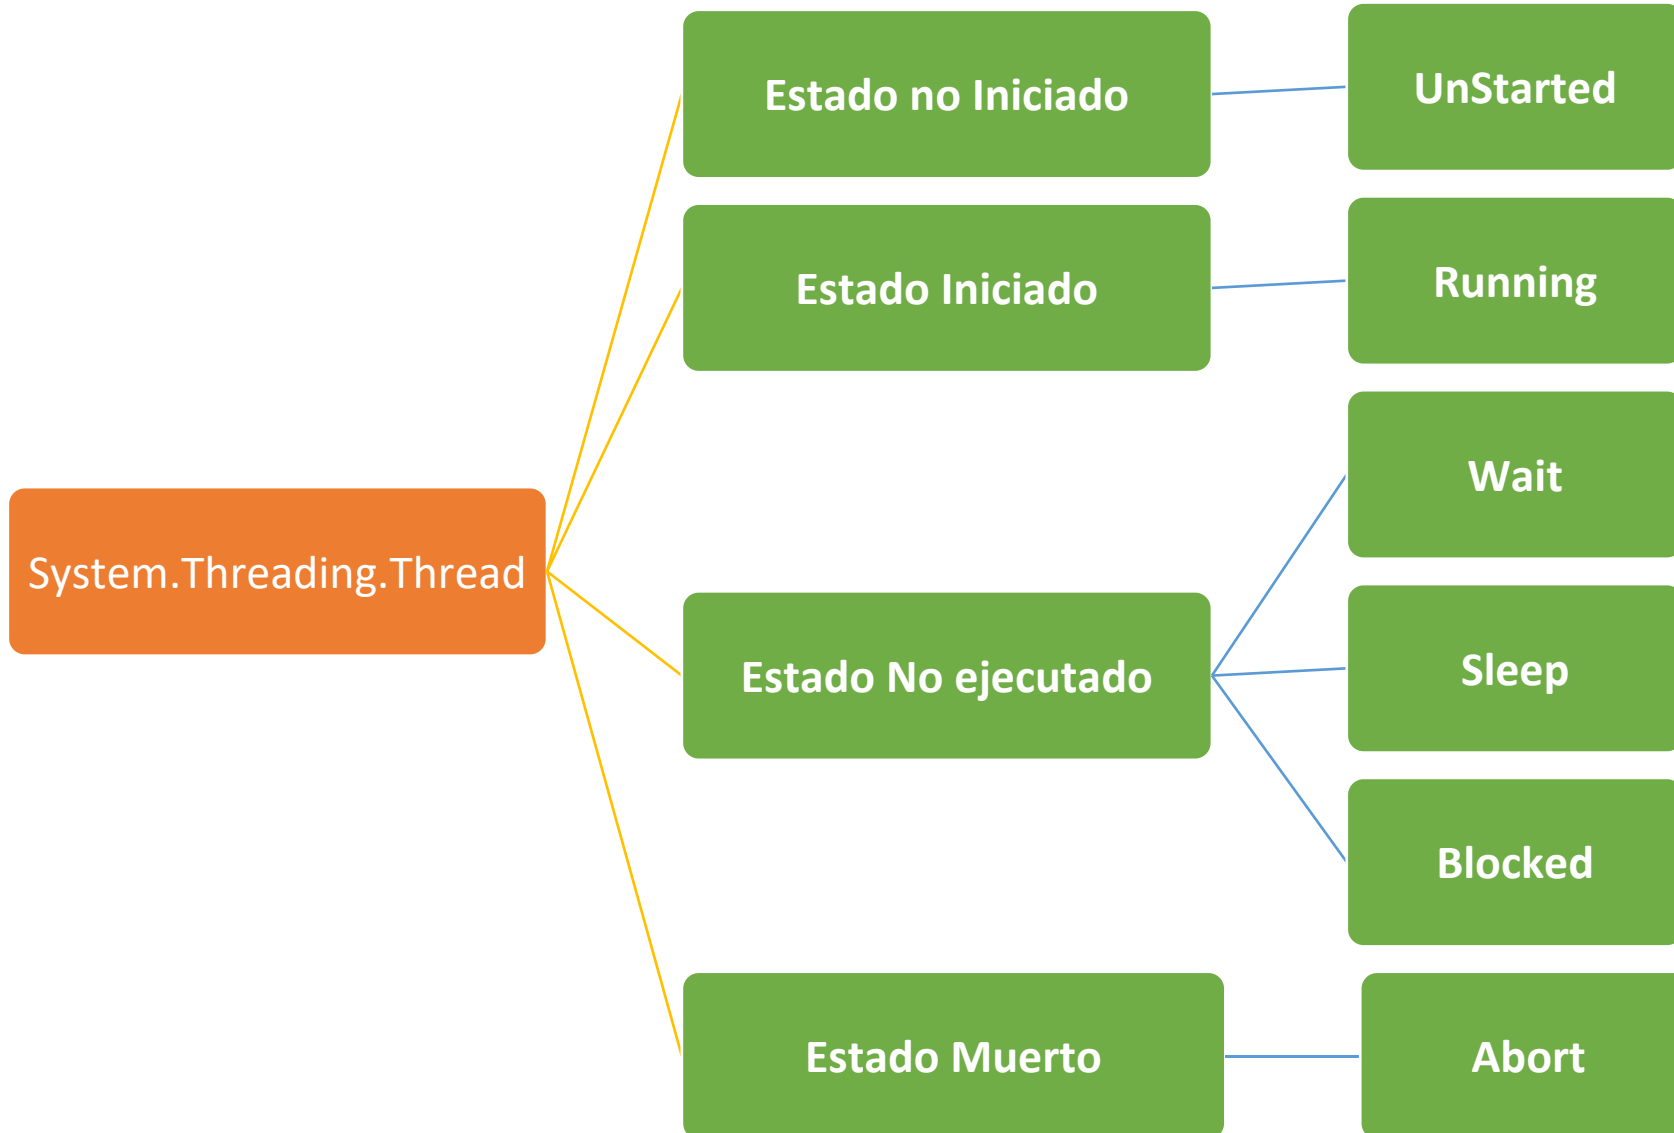 System.Threading.Thread
Estado no Iniciado
UnStarted
Estado Iniciado
Running
Estado No ejecutado
Wait
Sleep
Blocked
Estado Muerto
Abort